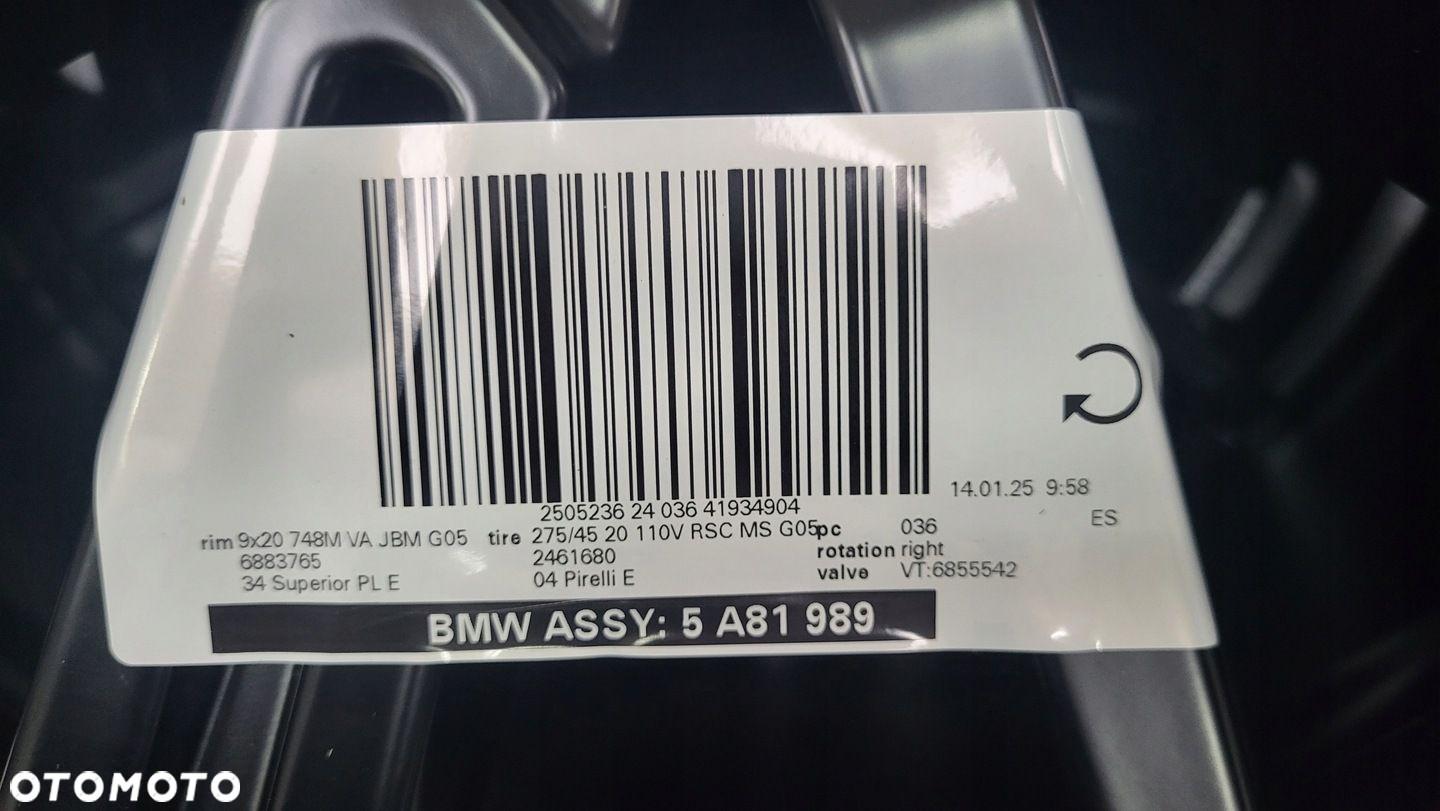 2505236 24 036 41934904
14.01.25 9:58
ES
rim 9x20 748M VA JBM G05 tire 275/45 20 110V RSC MS G05 pc 036
6883765 2461680 rotation right
34 Superior PL E 04 Pirelli E valve VT:6855542
BMW ASSY: 5 A81 989
OTOMOTO